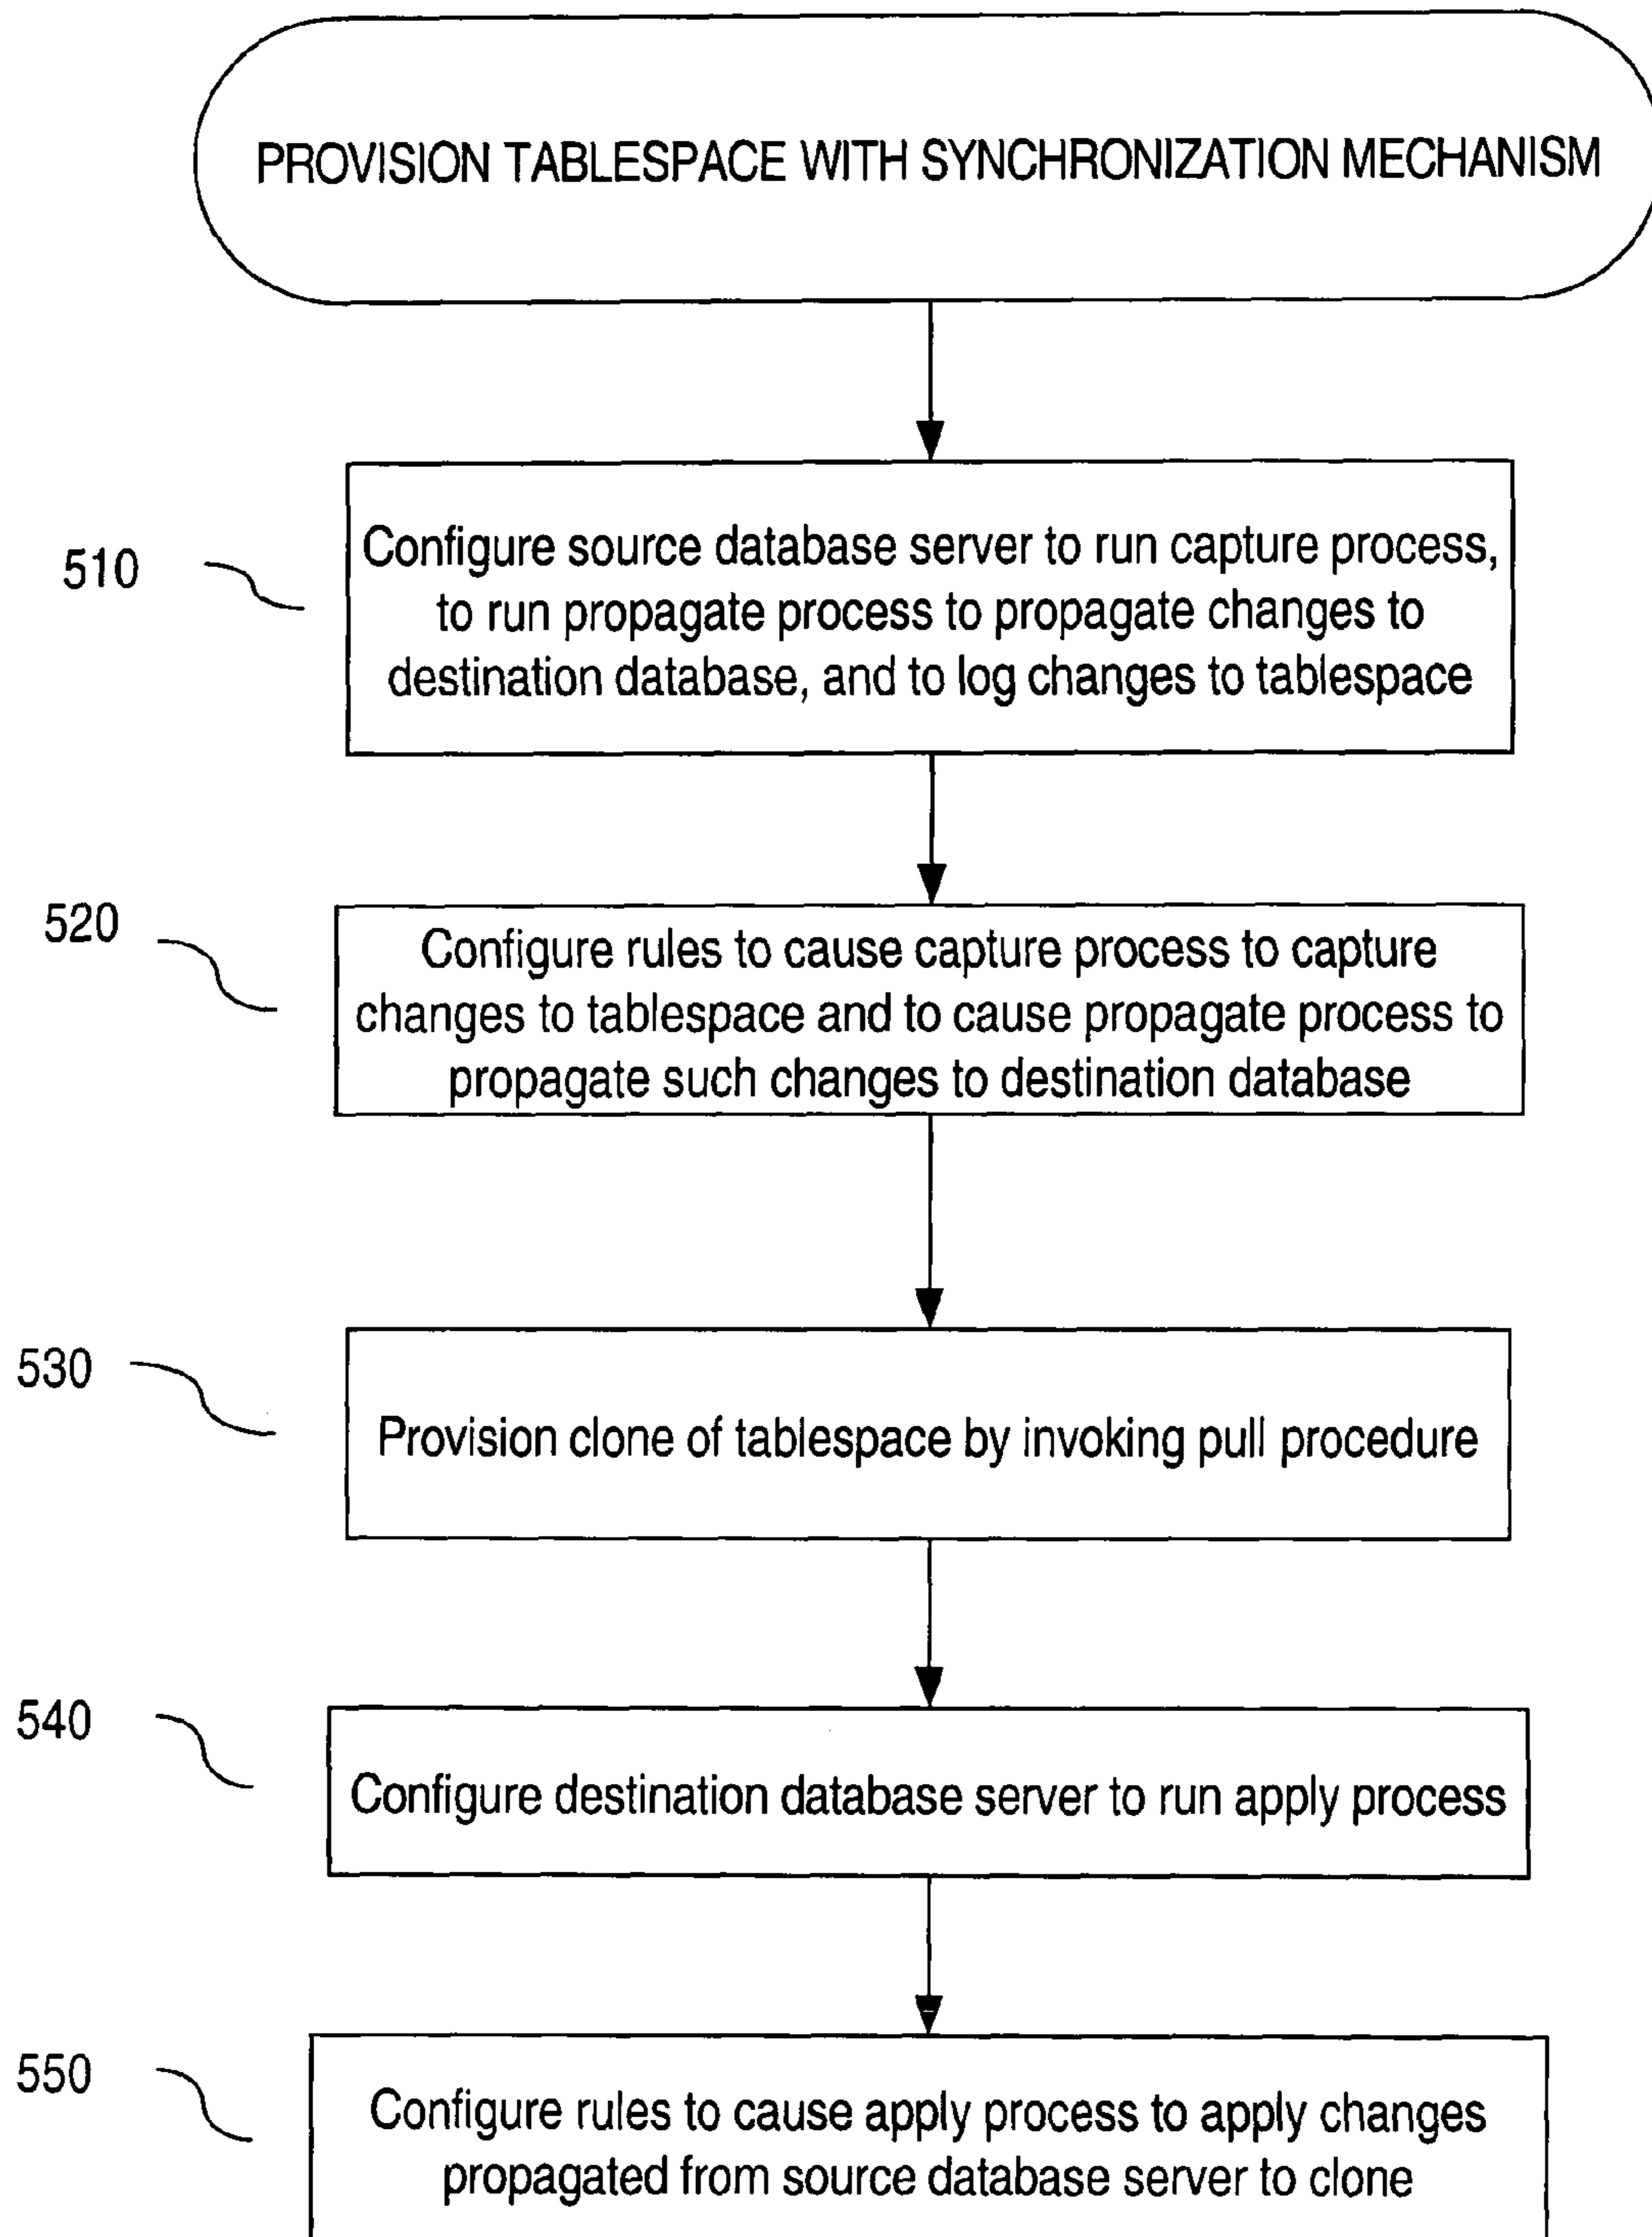 PROVISION TABLESPACE WITH SYNCHRONIZATION MECHANISM
510
Configure source database server to run capture process,
to run propagate process to propagate changes to
destination database, and to log changes to tablespace
520
Configure rules to cause capture process to capture
changes to tablespace and to cause propagate process to
propagate such changes to destination database
530
Provision clone of tablespace by invoking pull procedure
540
Configure destination database server to run apply process
550
Configure rules to cause apply process to apply changes
propagated from source database server to clone